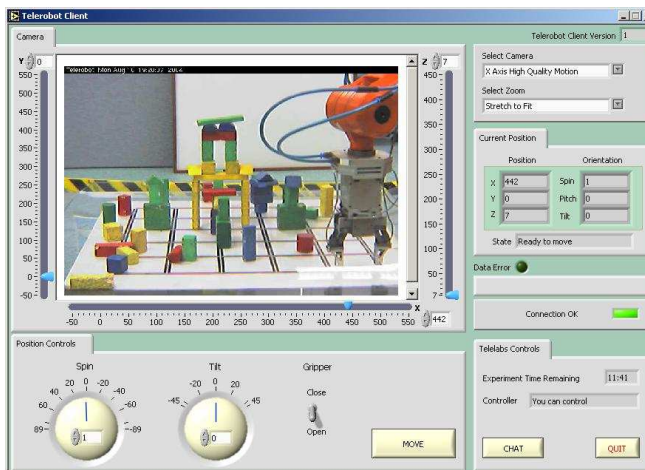 Telerobot Client
Camera
Telerobot Client Version 1
Y 0
Z 7
550
500
450
400
350
300
250
200
150
100
50
0
-50
450
400
350
300
250
200
150
100
50
7
X
-50 0 50 100 150 200 250 300 350 400 450 500 550
442
Select Camera
X Axis High Quality Motion
Select Zoom
Stretch to Fit
Current Position
Position Orientation
X 442 Spin 1
Y 0 Pitch 0
Z 7 Tilt 0
State Ready to move
Data Error
Connection OK
Position Controls
Spin
20 0 -20
40 -40
60 -60
89 -89
1
Tilt
0
-20 20
-45 45
0
Gripper
Close
Open
MOVE
Telelabs Controls
Experiment Time Remaining 11:41
Controller You can control
CHAT QUIT